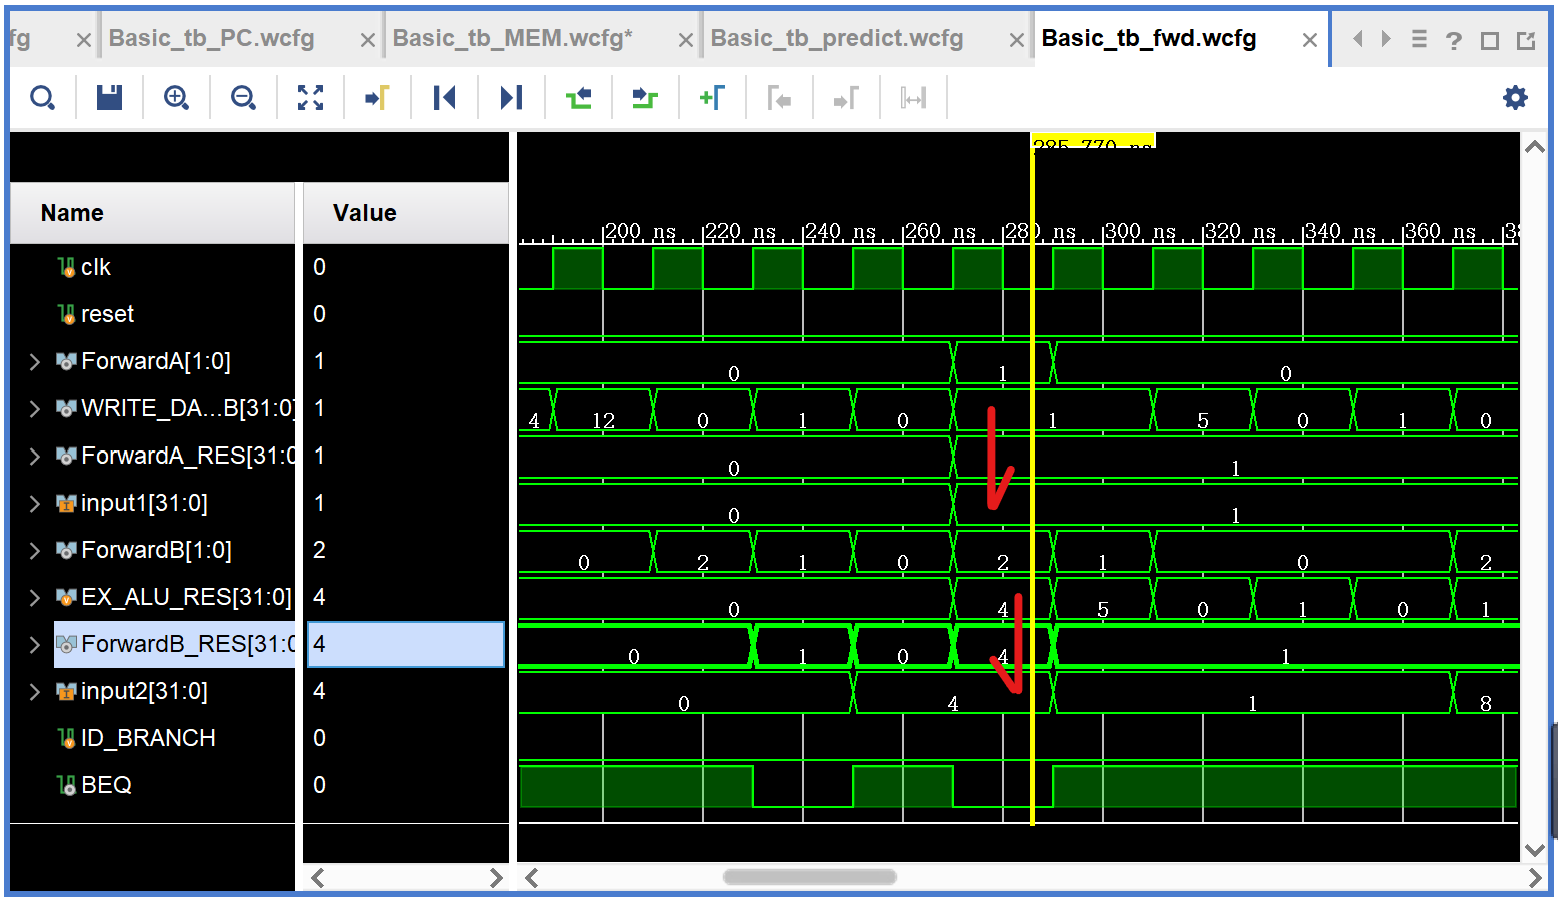 fg Basic_tb_PC.wcfg Basic_tb_MEM.wcfg* Basic_tb_predict.wcfg Basic_tb_fwd.wcfg
285.770 ns
Name Value
200 ns 220 ns 240 ns 260 ns 280 ns 300 ns 320 ns 340 ns 360 ns 38
clk 0
reset 0
ForwardA[1:0] 1 0 1 0
WRITE_DA...B[31:0] 1 4 12 0 1 0 1 5 0 1 0
ForwardA_RES[31:0 1 0 1
input1[31:0] 1 0 1
ForwardB[1:0] 2 0 2 1 0 2 1 0 2
EX_ALU_RES[31:0] 4 0 4 5 0 1 0 1
ForwardB_RES[31:0 4 0 1 0 4 1
input2[31:0] 4 0 4 1 8
ID_BRANCH 0
BEQ 0